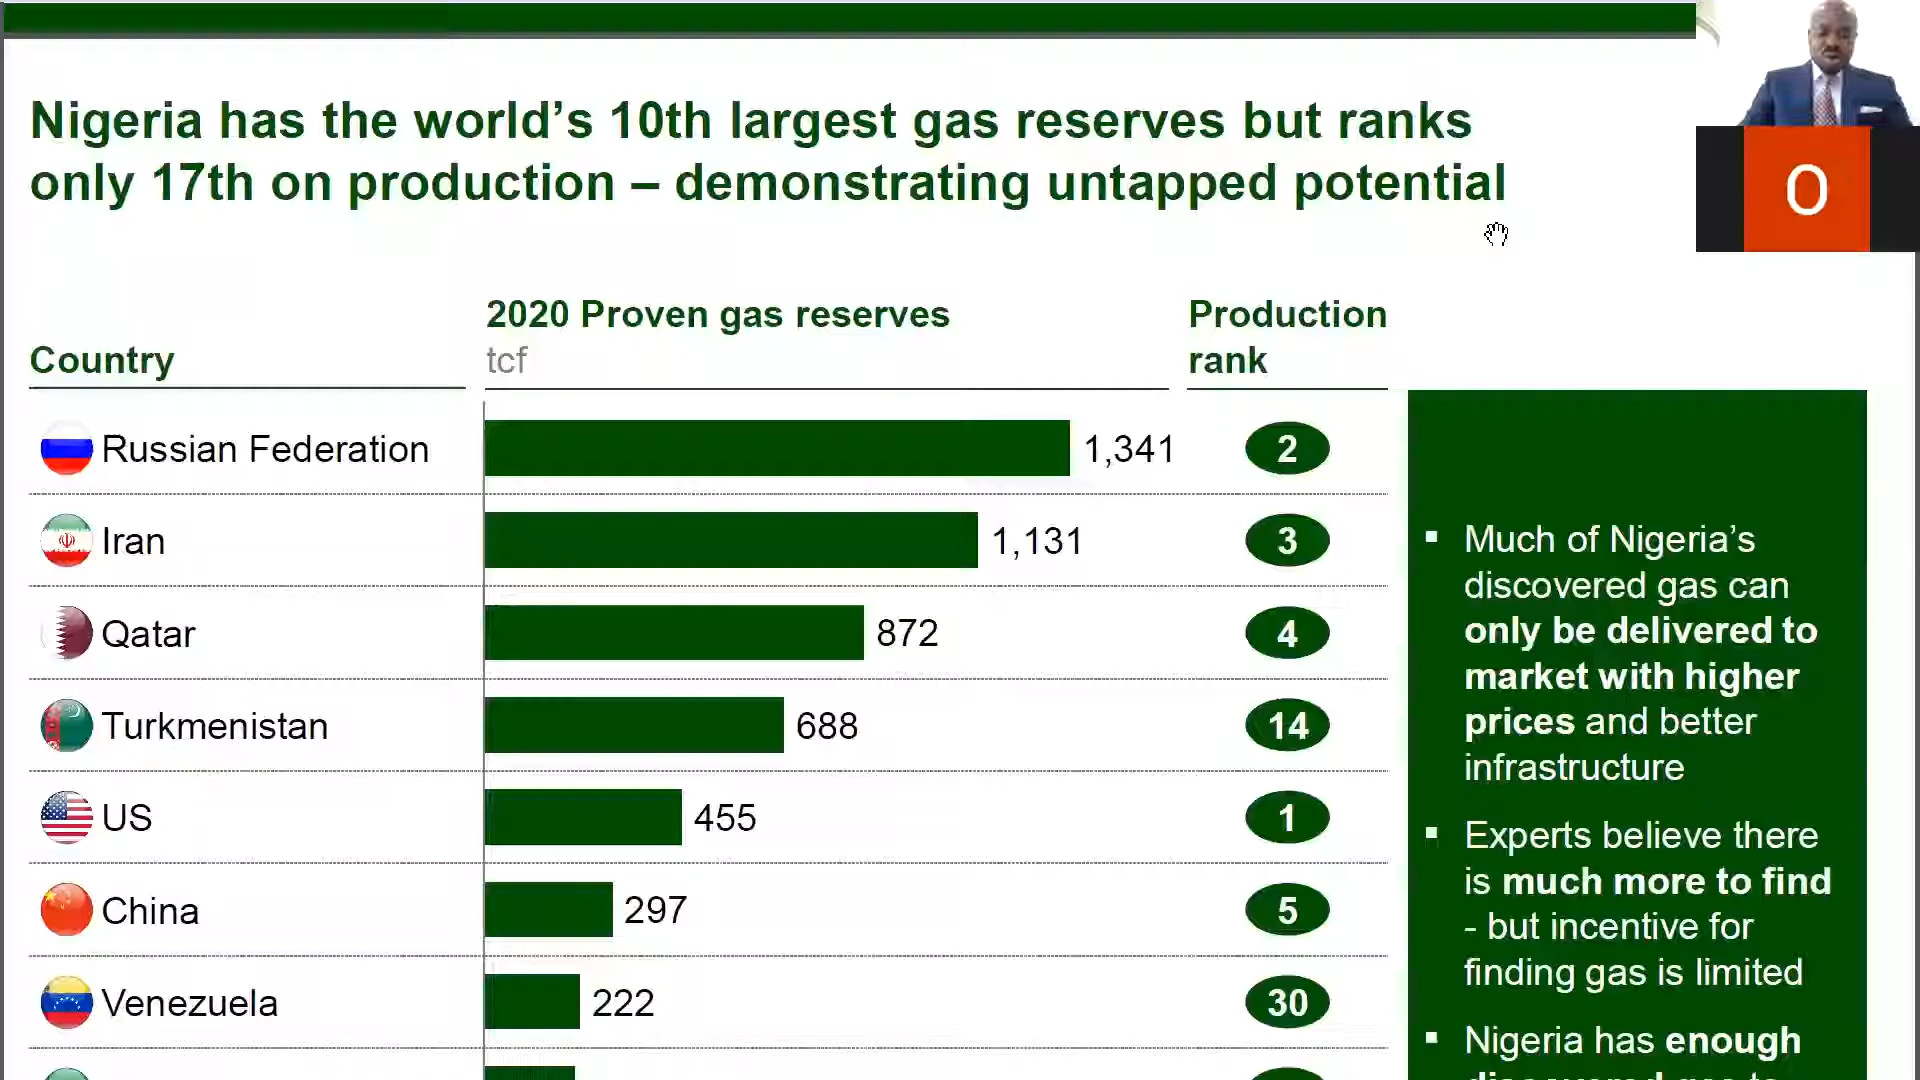 Nigeria has the world’s 10th largest gas reserves but ranks
only 17th on production – demonstrating untapped potential
O
Country
2020 Proven gas reserves
tcf
Production
rank
Russian Federation 1,341 2
Iran 1,131 3
Qatar 872 4
Turkmenistan 688 14
US 455 1
China 297 5
Venezuela 222 30
▪ Much of Nigeria’s
discovered gas can
only be delivered to
market with higher
prices and better
infrastructure
▪ Experts believe there
is much more to find
- but incentive for
finding gas is limited
▪ Nigeria has enough